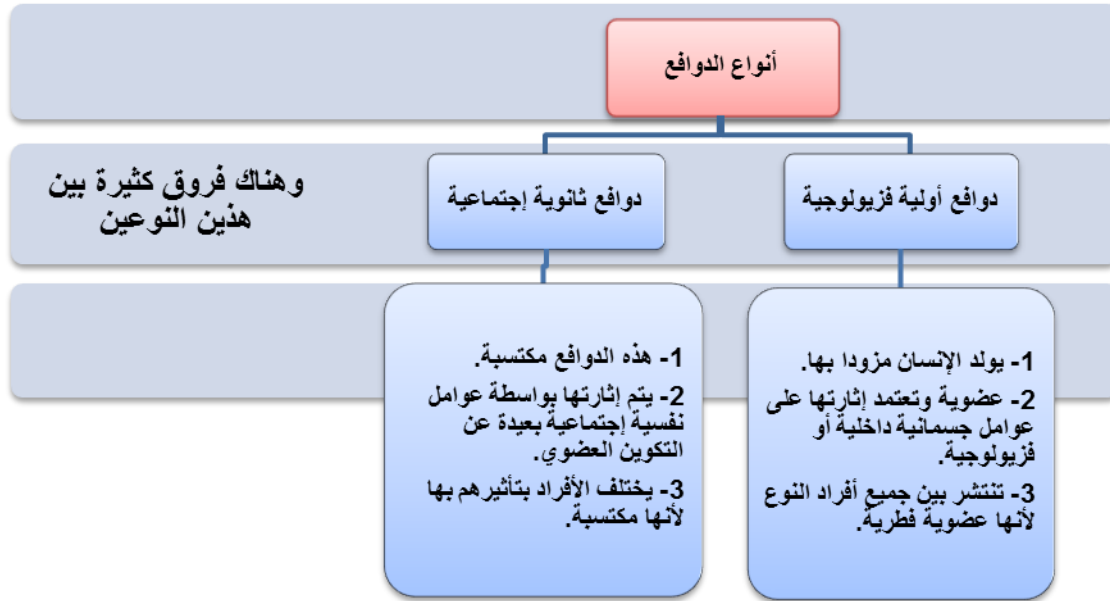 أنواع الدوافع
وهناك فروق كثيرة بين
هذين النوعين
دوافع أولية فزيولوجية
دوافع ثانوية إجتماعية
1- يولد الإنسان مزودا بها.
2- عضوية وتعتمد إثارتها على
عوامل جسمانية داخلية أو
فزيولوجية.
3- تنتشر بين جميع أفراد النوع
لأنها عضوية فطرية.
1- هذه الدوافع مكتسبة.
2- يتم إثارتها بواسطة عوامل
نفسية إجتماعية بعيدة عن
التكوين العضوي.
3- يختلف الأفراد بتأثيرهم بها
لأنها مكتسبة.